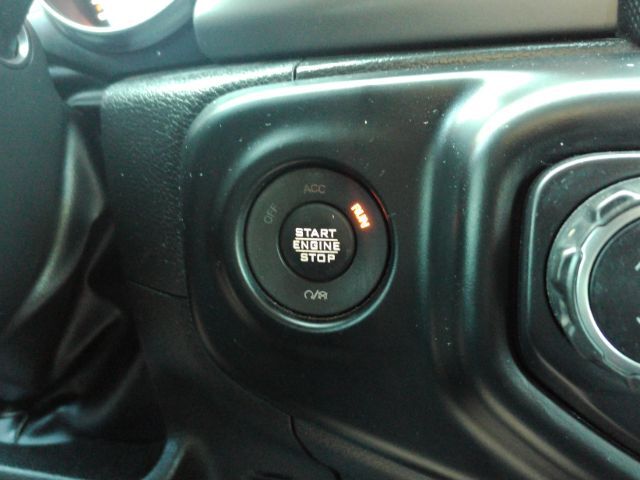 ACC
OFF
RUN
START
ENGINE
STOP